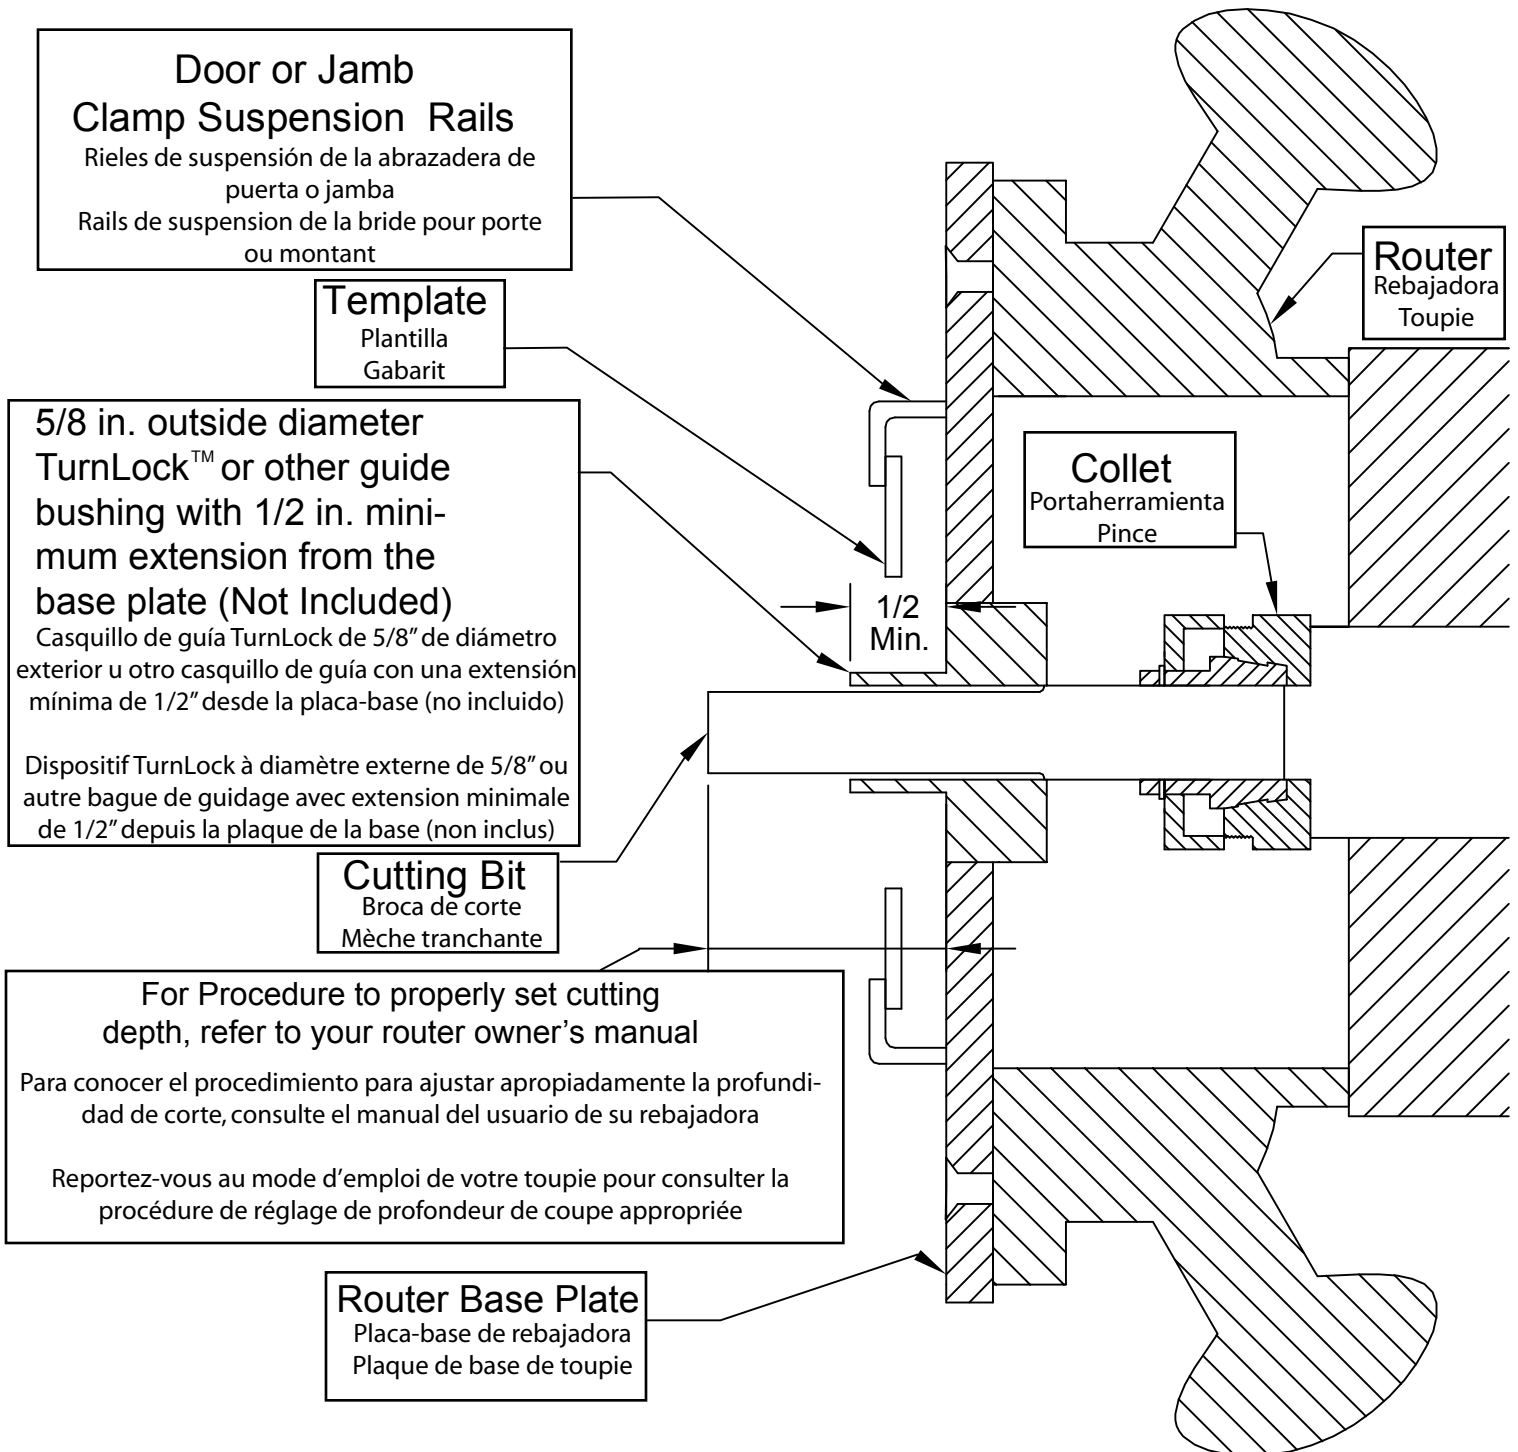 Door or Jamb
Clamp Suspension Rails
Rieles de suspensión de la abrazadera de
puerta o jamba
Rails de suspension de la bride pour porte
ou montant
Router
Rebajadora
Toupie
Template
Plantilla
Gabarit
5/8 in. outside diameter
TurnLock™ or other guide
bushing with 1/2 in. mini-
mum extension from the
base plate (Not Included)
Casquillo de guía TurnLock de 5/8” de diámetro
exterior u otro casquillo de guía con una extensión
mínima de 1/2” desde la placa-base (no incluido)
Dispositif TurnLock à diamètre externe de 5/8” ou
autre bague de guidage avec extension minimale
de 1/2” depuis la plaque de la base (non inclus)
Collet
Portaherramienta
Pince
1/2
Min.
Cutting Bit
Broca de corte
Mèche tranchante
For Procedure to properly set cutting
depth, refer to your router owner’s manual
Para conocer el procedimiento para ajustar apropiadamente la profundi-
dad de corte, consulte el manual del usuario de su rebajadora
Reportez-vous au mode d’emploi de votre toupie pour consulter la
procédure de réglage de profondeur de coupe appropriée
Router Base Plate
Placa-base de rebajadora
Plaque de base de toupie